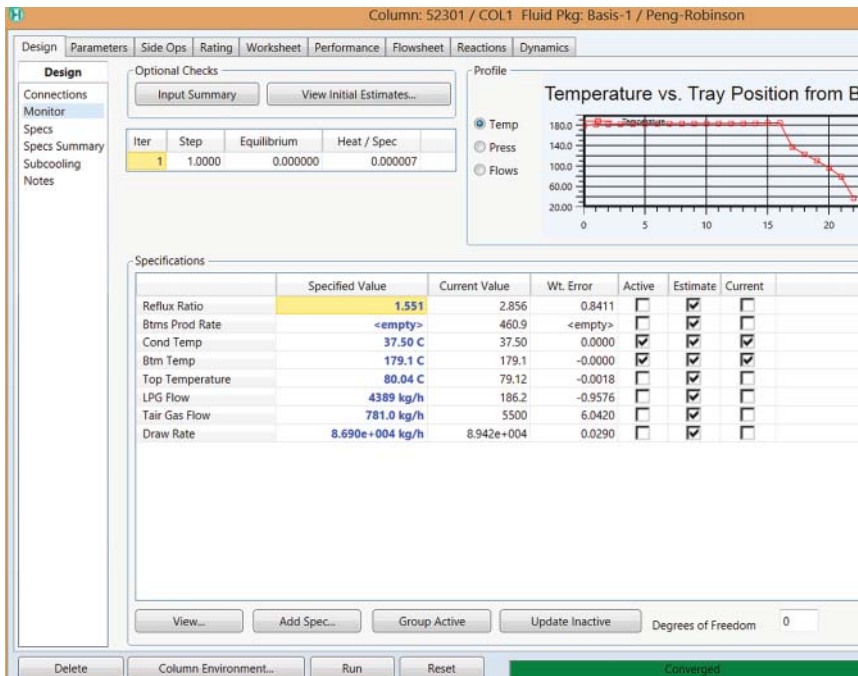 Column: 52301 / COL1 Fluid Pkg: Basis-1 / Peng-Robinson
Design Parameters Side Ops Rating Worksheet Performance Flowsheet Reactions Dynamics
Design
Connections
Monitor
Specs
Specs Summary
Subcooling
Notes
Optional Checks
Input Summary View Initial Estimates...
Iter Step Equilibrium Heat / Spec
1 1.0000 0.000000 0.000007
Profile
Temp
Press
Flows
Temperature vs. Tray Position from B
Temperature
180.0
140.0
100.0
60.00
20.00
0 5 10 15 20
Specifications
Specified Value Current Value Wt. Error Active Estimate Current
Reflux Ratio 1.551 2.856 0.8411
Btms Prod Rate <empty> 460.9 <empty>
Cond Temp 37.50 C 37.50 0.0000
Btm Temp 179.1 C 179.1 -0.0000
Top Temperature 80.04 C 79.12 -0.0018
LPG Flow 4389 kg/h 186.2 -0.9576
Tair Gas Flow 781.0 kg/h 5500 6.0420
Draw Rate 8.690e+004 kg/h 8.942e+004 0.0290
View... Add Spec... Group Active Update Inactive Degrees of Freedom 0
Delete Column Environment... Run Reset Converged